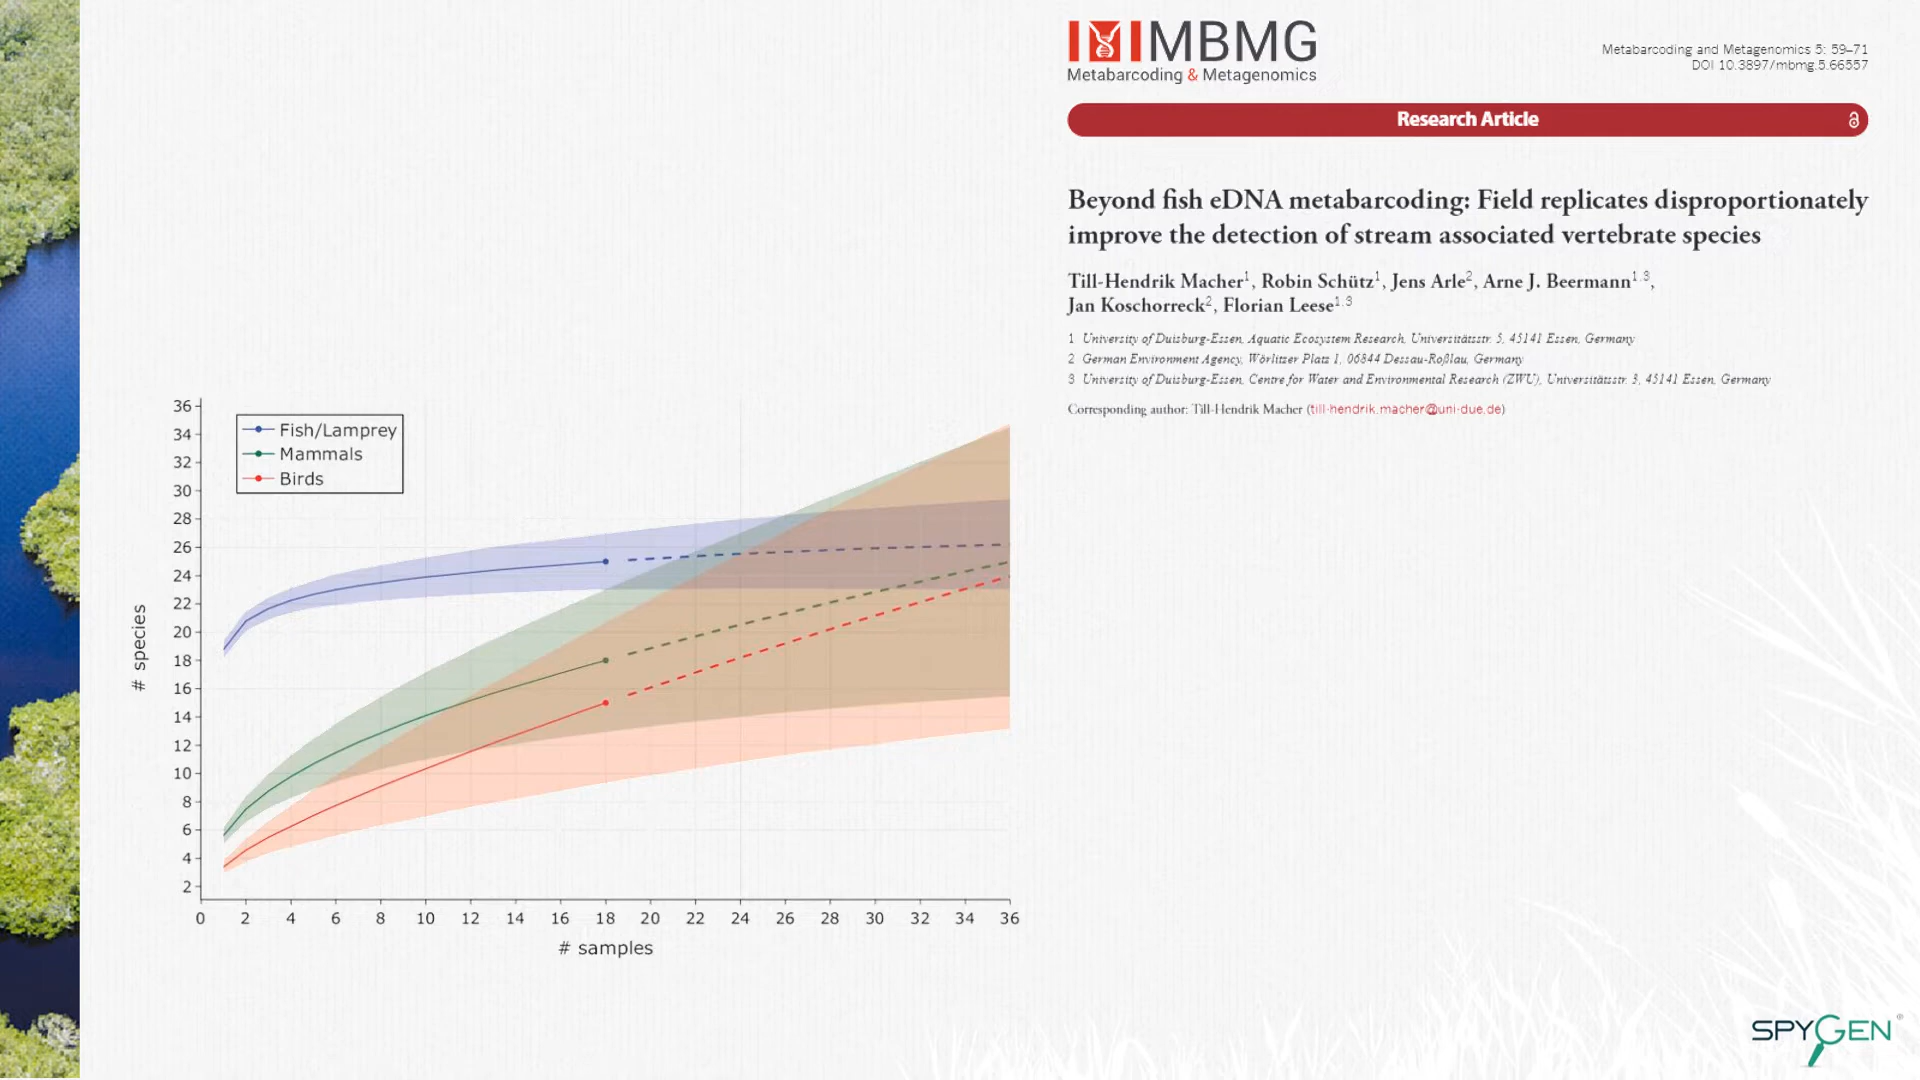 MBMG
Metabarcoding & Metagenomics
Metabarcoding and Metagenomics 5: 59–71
DOI 10.3897/mbmg.5.66557
Research Article
Beyond fish eDNA metabarcoding: Field replicates disproportionately
improve the detection of stream associated vertebrate species
Till-Hendrik Macher1, Robin Schütz1, Jens Arle2, Arne J. Beermann1,3,
Jan Koschorreck2, Florian Leese1,3
1 University of Duisburg-Essen, Aquatic Ecosystem Research, Universitätsstr. 5, 45141 Essen, Germany
2 German Environment Agency, Wörlitzer Platz 1, 06844 Dessau-Roßlau, Germany
3 University of Duisburg-Essen, Centre for Water and Environmental Research (ZWU), Universitätsstr. 3, 45141 Essen, Germany
Corresponding author: Till-Hendrik Macher (till-hendrik.macher@uni-due.de)
36
34
32
30
28
26
24
22
20
18
16
14
12
10
8
6
4
2
# species
Fish/Lamprey
Mammals
Birds
0 2 4 6 8 10 12 14 16 18 20 22 24 26 28 30 32 34 36
# samples
SPYGEN®